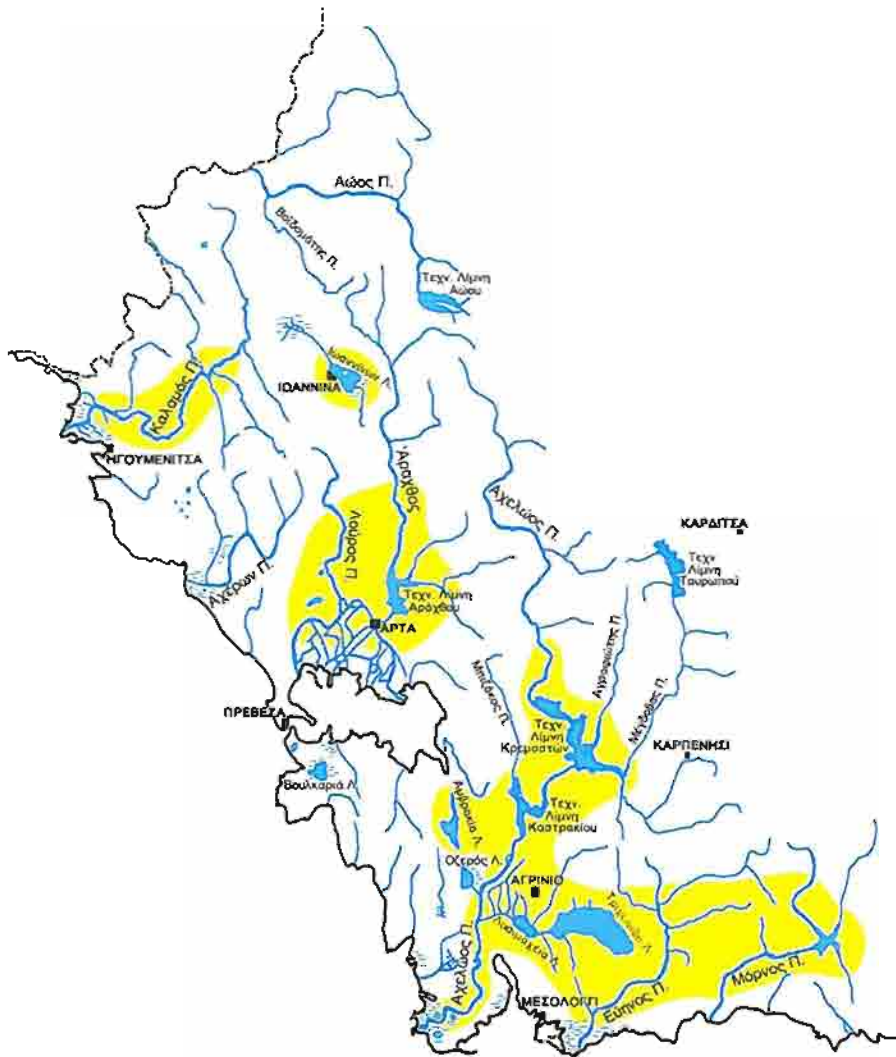 Αώος Π.
Βοϊδομάτης Π.
Τεχν. Λίμνη
Αώου
Ιωαννίνων Λ.
ΙΩΑΝΝΙΝΑ
Καλαμάς Π.
ΗΓΟΥΜΕΝΙΤΣΑ
Άραχθος
Αχελώος Π.
ΚΑΡΔΙΤΣΑ
Τεχν
Λίμνη
Ταυρωπού
Λούρος Π.
Αχέρων Π.
Τεχν. Λίμνη
Αράχθου
ΑΡΤΑ
Αγραφιώτης Π
Μπιζάκος Π.
Μέγδοβας Π.
ΠΡΕΒΕΖΑ
Τεχν
Λίμνη
Κρεμαστών
ΚΑΡΠΕΝΗΣΙ
Βουλκαριά Λ.
Αμβρακία Λ.
Τεχν.
Λίμνη
Καστρακίου
Οζερός Λ.
ΑΓΡΙΝΙΟ
Τριχωνίδα Λ.
Λυσιμαχεία Λ.
Αχελώος Π.
Μόρνος Π.
ΜΕΣΟΛΟΓΓΙ
Εύηνος Π.